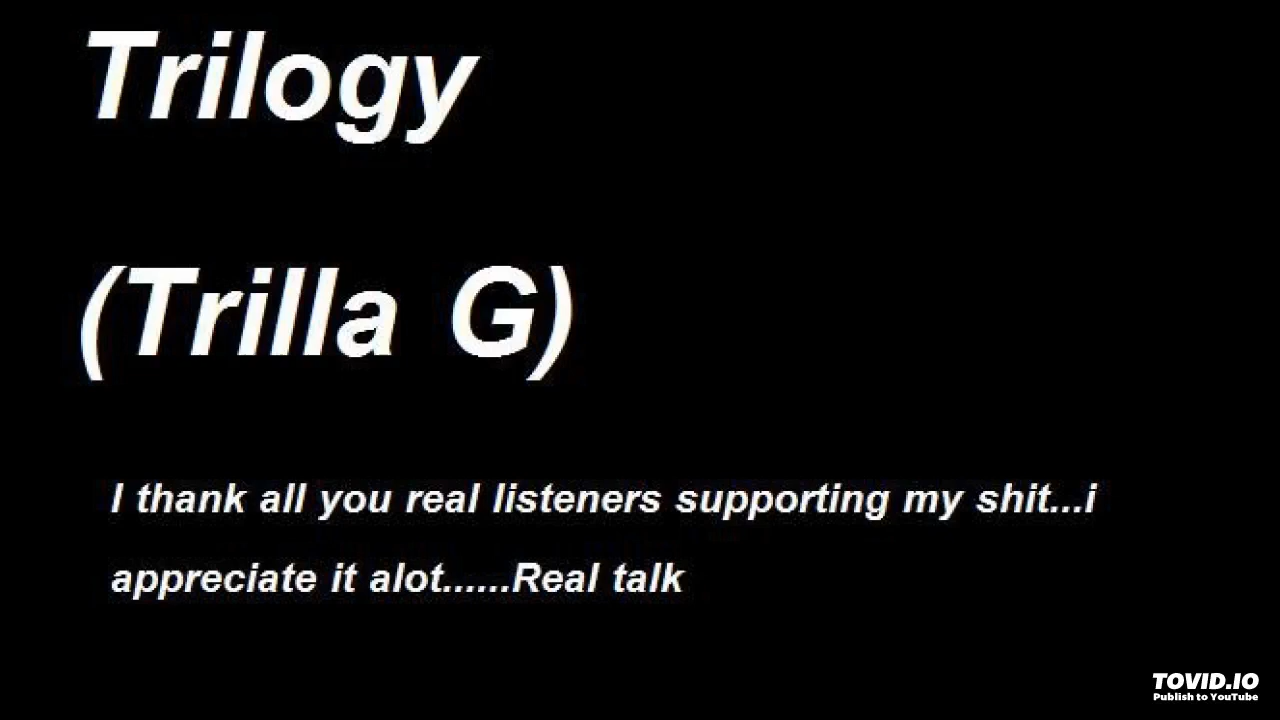 Trilogy
(Trilla G)
I thank all you real listeners supporting my shit...i
appreciate it alot......Real talk
TOVID.IO
Publish to YouTube